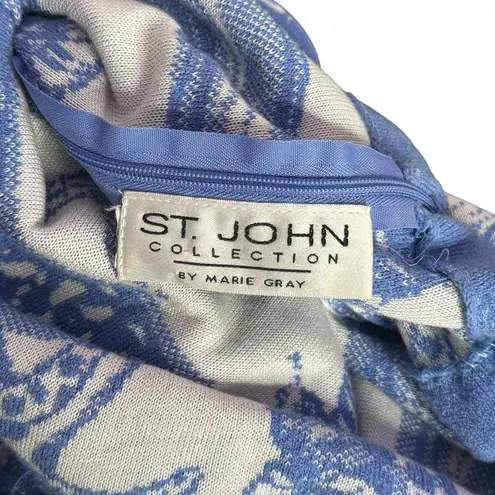 ST. JOHN
COLLECTION
BY MARIE GRAY